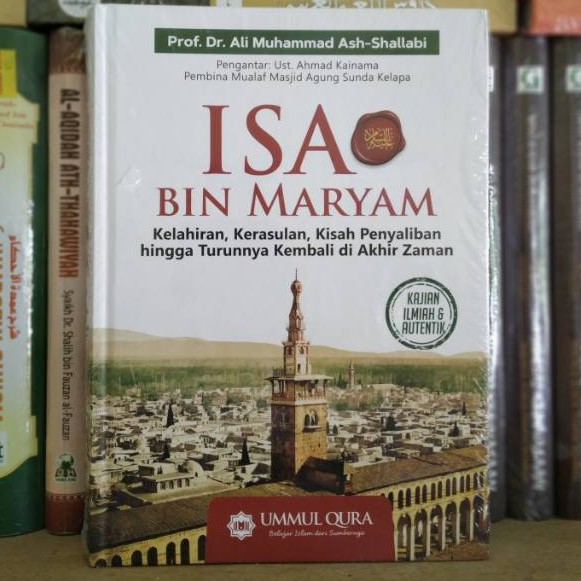 Prof. Dr. Ali Muhammad Ash-Shallabi
Pengantar: Ust. Ahmad Kainama
Pembina Mualaf Masjid Agung Sunda Kelapa
ISA
BIN MARYAM
Kelahiran, Kerasulan, Kisah Penyaliban
hingga Turunnya Kembali di Akhir Zaman
KAJIAN
ILMIAH &
AUTENTIK
UMMUL QURA
Belajar Islam dari Sumbernya
AL-AQIDAH ATH-THAHAWIYAH
Syaikh Dr. Shalih bin Fauzan al-Fauzan